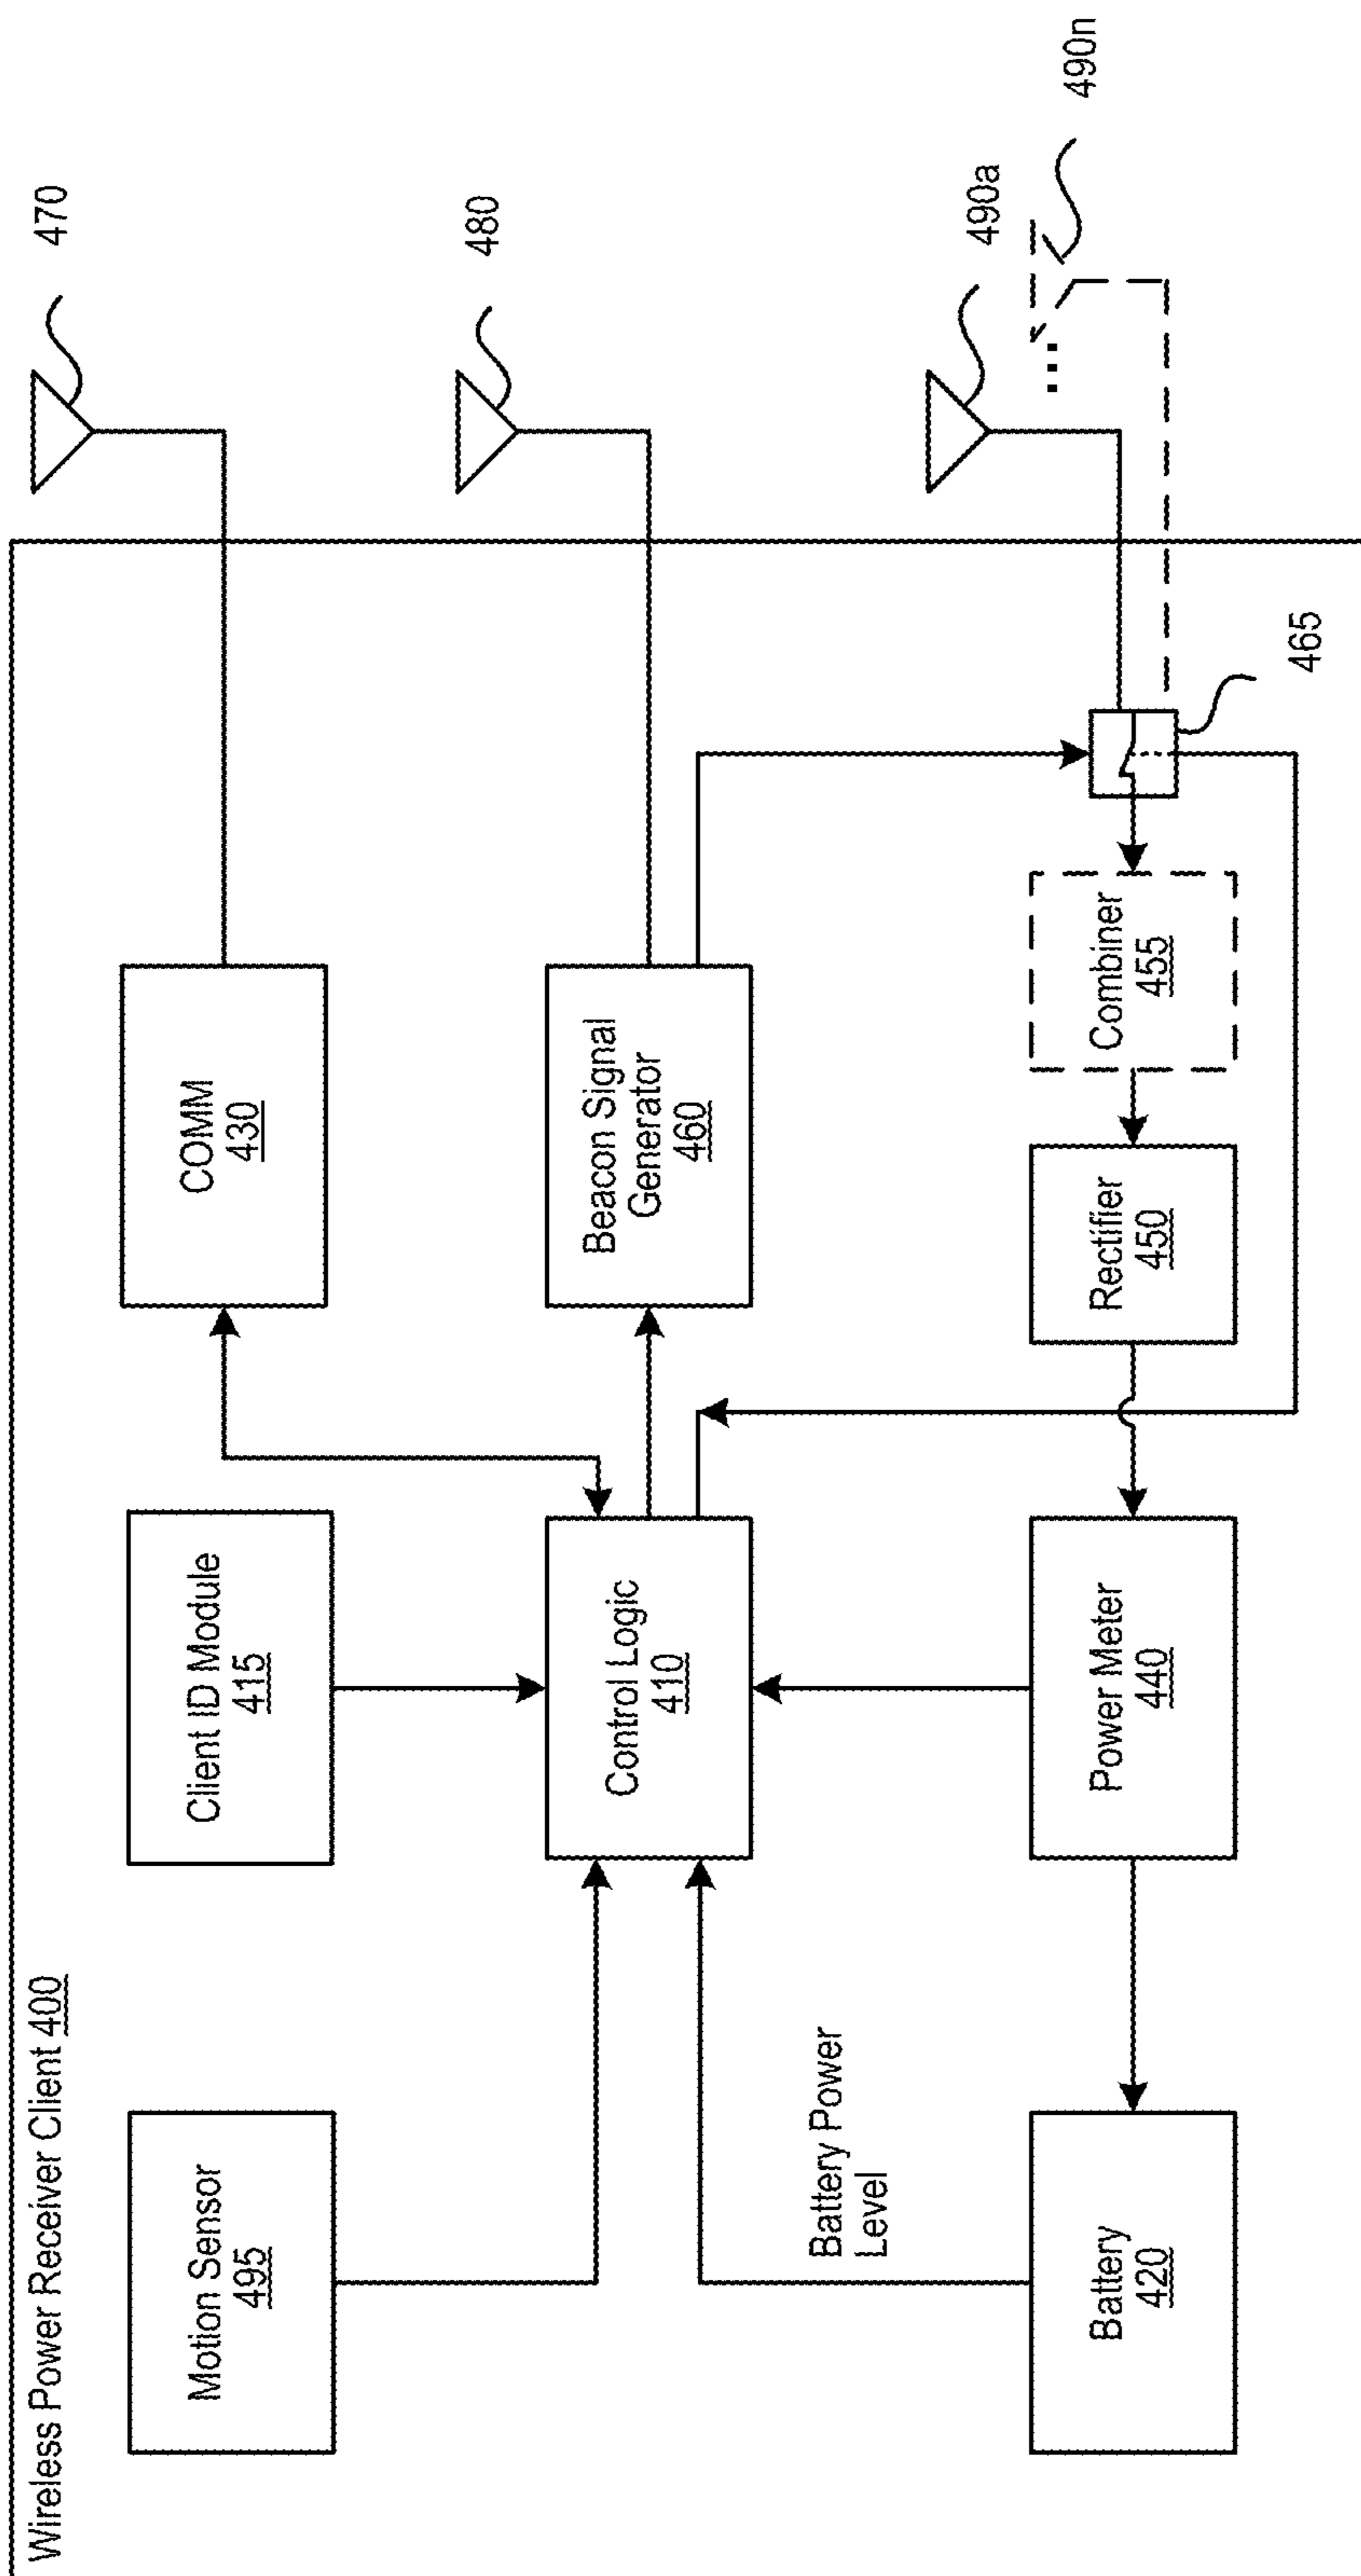 Wireless Power Receiver Client 400
Motion Sensor
495
Client ID Module
415
COMM
430
470
Control Logic
410
Beacon Signal
Generator
460
480
Battery Power
Level
Battery
420
Power Meter
440
Rectifier
450
Combiner
455
465
490a
...
490n